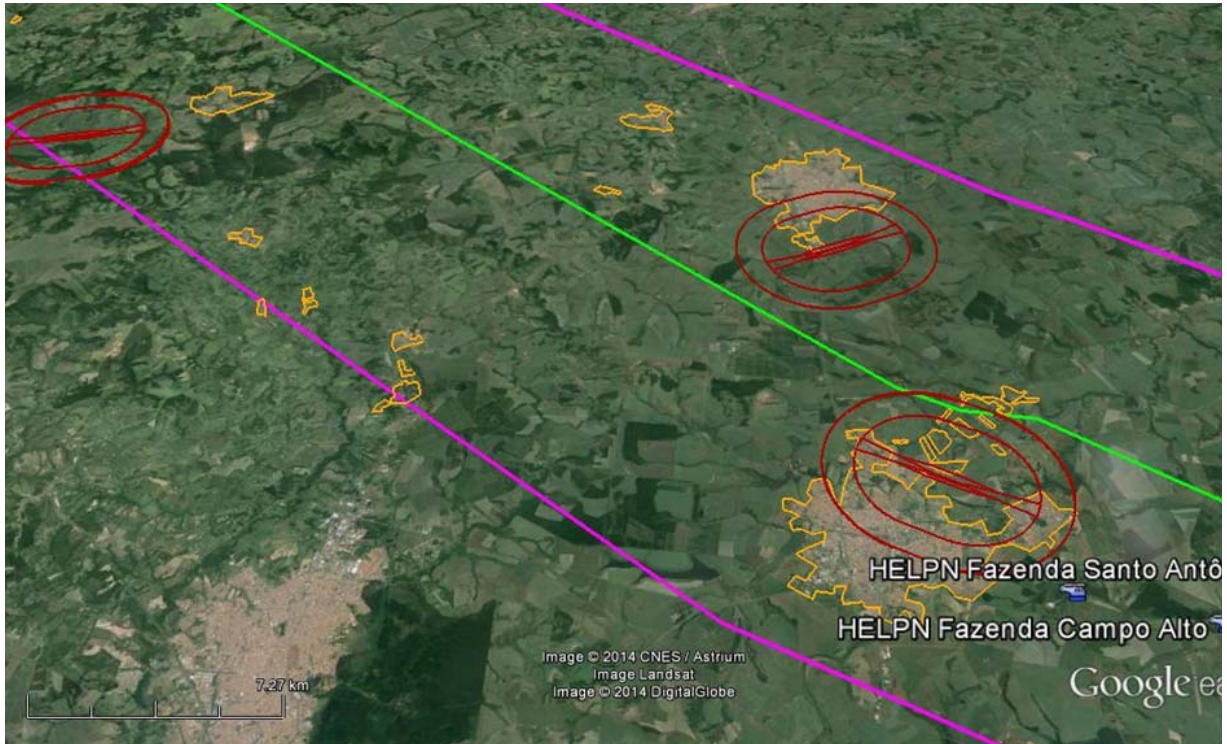 HELPN Fazenda Santo Antô
HELPN Fazenda Campo Alto
7.27 km
Image © 2014 CNES / Astrium
Image Landsat
Image © 2014 DigitalGlobe
Google ea